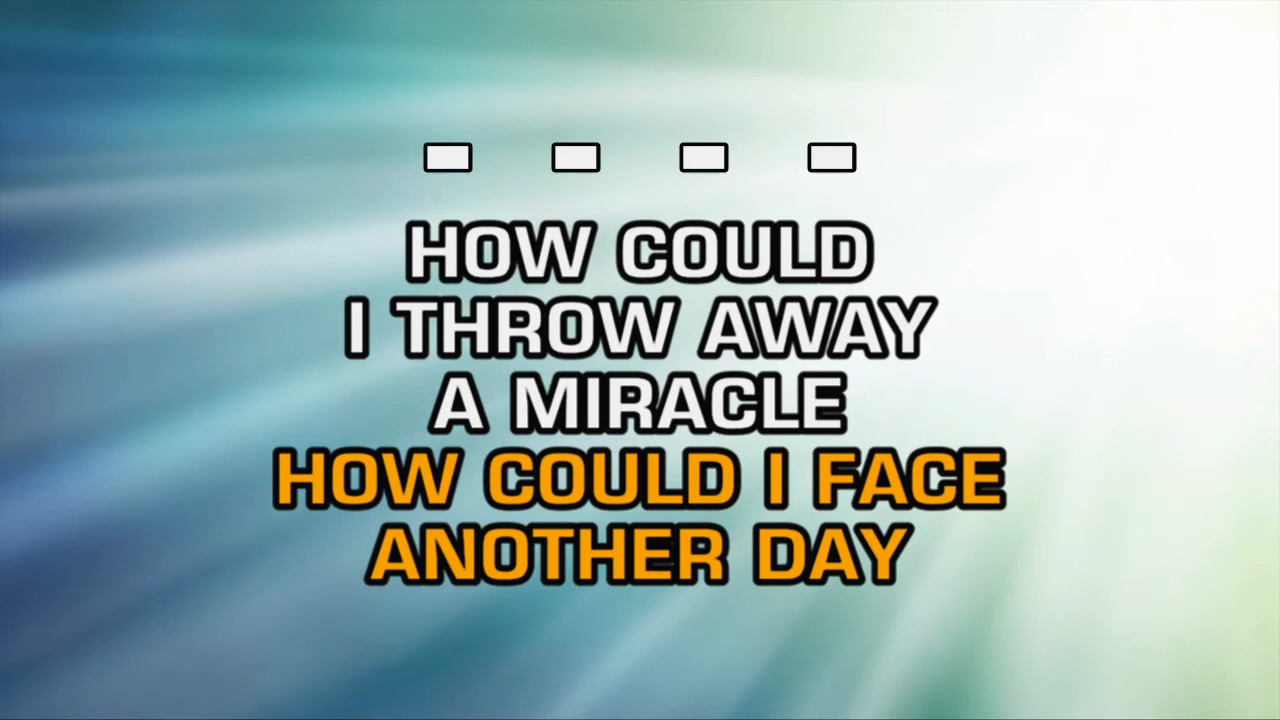 HOW COULD
I THROW AWAY
A MIRACLE
HOW COULD I FACE
ANOTHER DAY